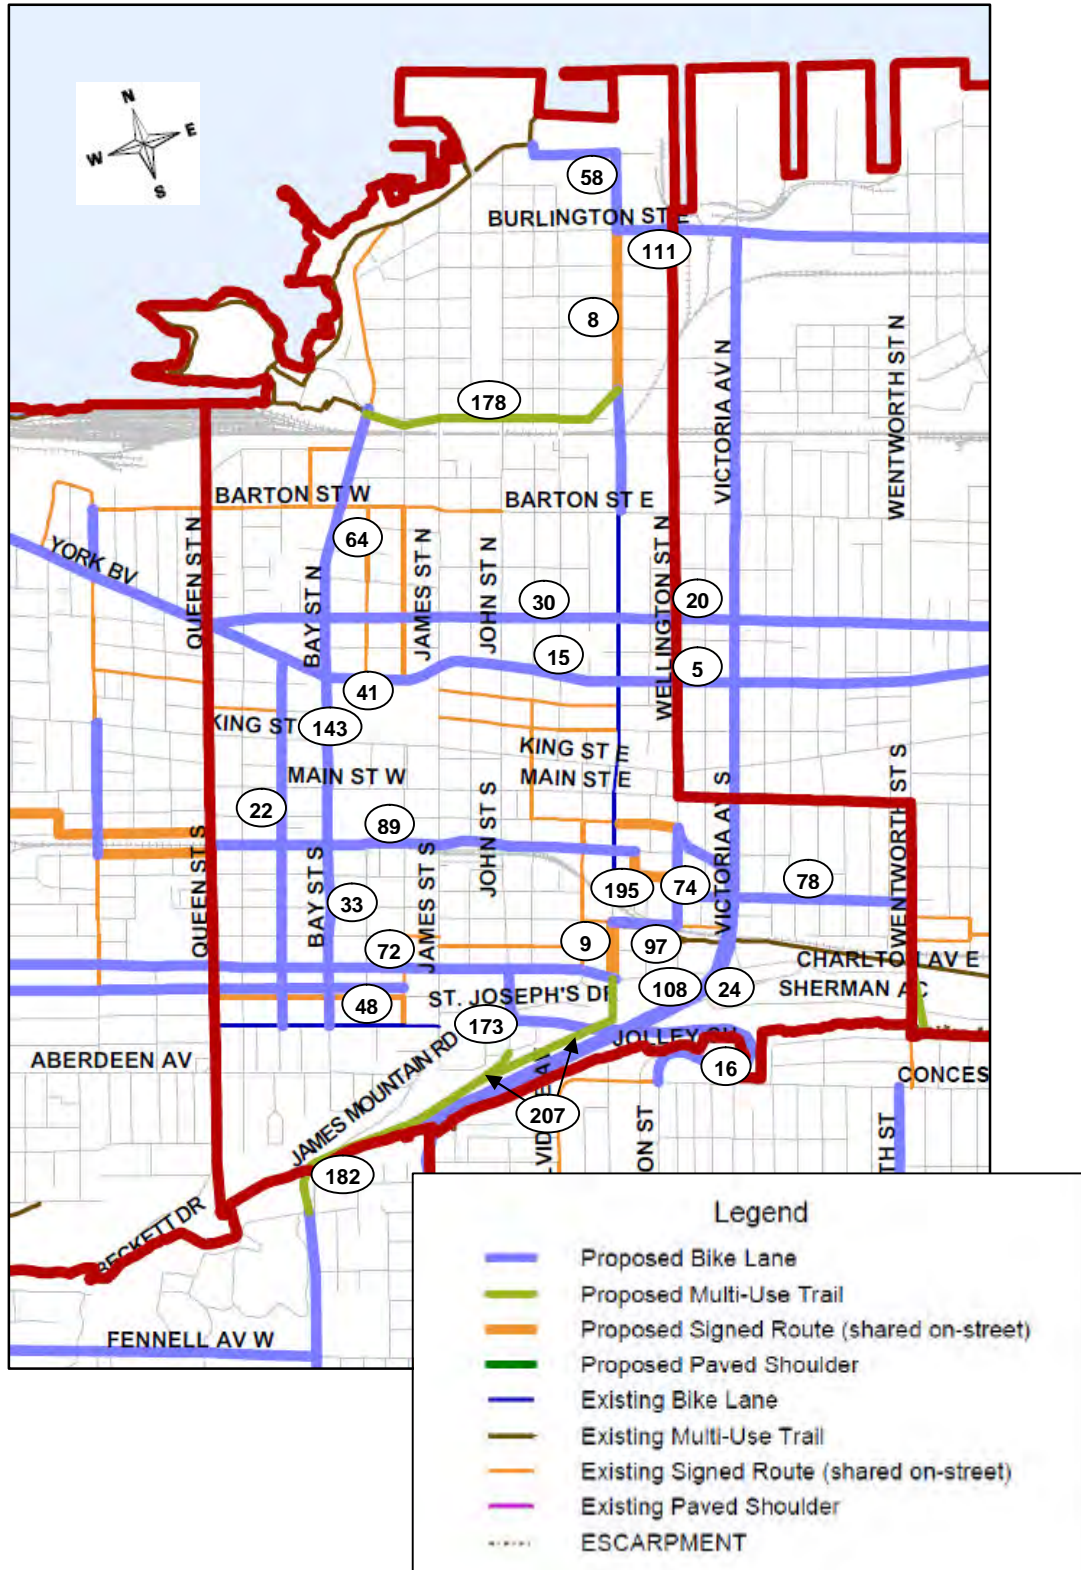 N
E
W
S
58
BURLINGTON ST E
111
8
178
VICTORIA AV N
WENTWORTH ST N
BARTON ST W
BARTON ST E
64
YORK BV
QUEEN ST N
BAY ST N
JAMES ST N
JOHN ST N
WELLINGTON ST N
30
20
15
5
41
KING ST
143
KING ST E
MAIN ST W
MAIN ST E
22
89
VICTORIA AV S
WENTWORTH ST S
QUEEN ST S
BAY ST S
JAMES ST S
JOHN ST S
195
74
78
33
72
9
97
CHARLTON AV E
108
24
SHERMAN AC
48
ST. JOSEPH'S DR
173
JOLLEY CU
ABERDEEN AV
JAMES MOUNTAIN RD
16
CONCES
207
ON ST
TH ST
182
BECKETT DR
FENNELL AV W
Legend
Proposed Bike Lane
Proposed Multi-Use Trail
Proposed Signed Route (shared on-street)
Proposed Paved Shoulder
Existing Bike Lane
Existing Multi-Use Trail
Existing Signed Route (shared on-street)
Existing Paved Shoulder
ESCARPMENT